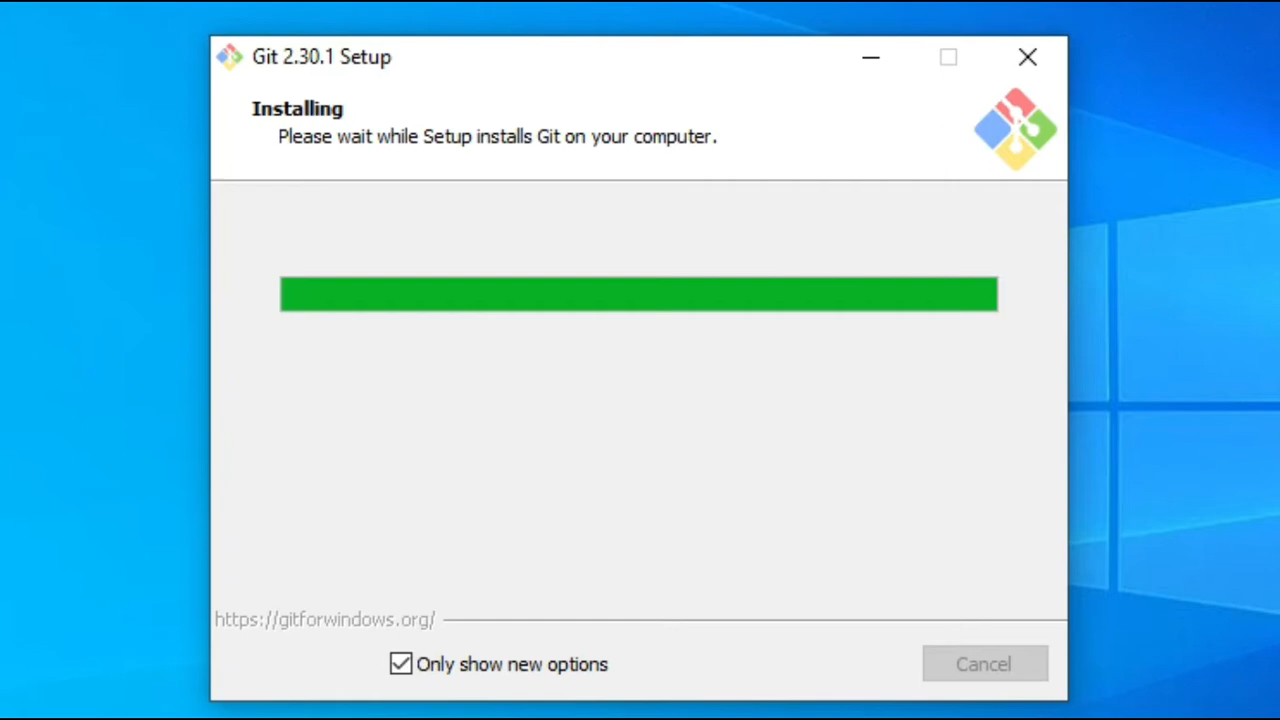 Git 2.30.1 Setup
Installing
Please wait while Setup installs Git on your computer.
https://gitforwindows.org/
Only show new options
Cancel